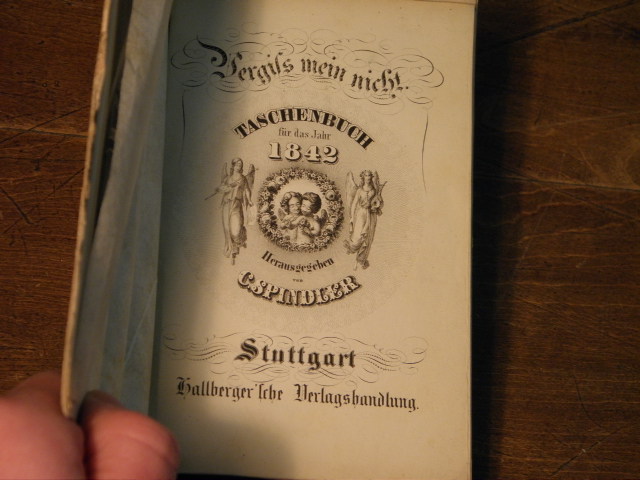 Vergiß mein nicht.
TASCHENBUCH
für das Jahr
1842
Herausgegeben
von
C. SPINDLER
Stuttgart
Hallberger'sche Verlagshandlung.